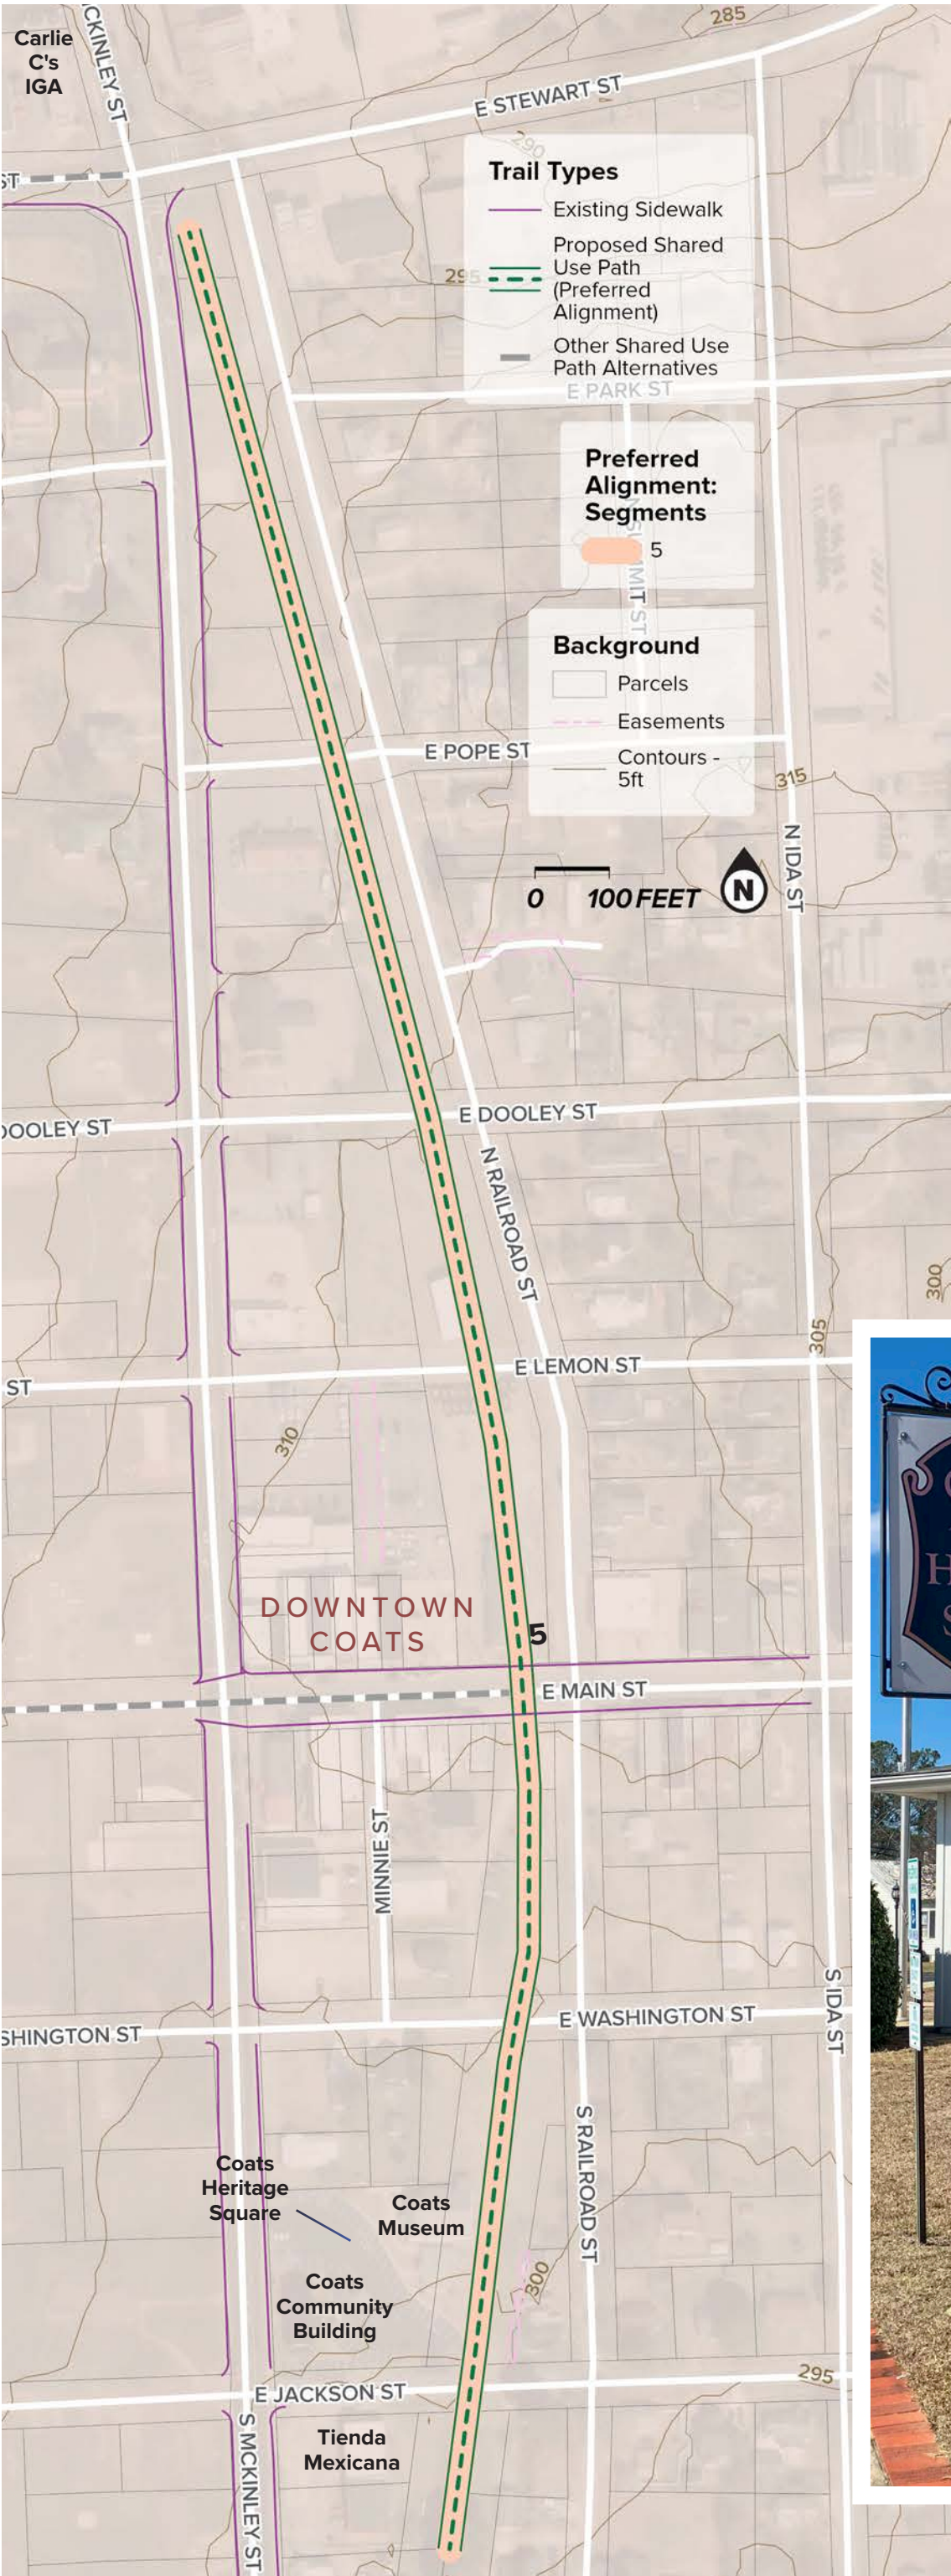 Carlie
C's
IGA
CKINLEY ST
285
E STEWART ST
290
ST
Trail Types
Existing Sidewalk
Proposed Shared
Use Path
(Preferred
Alignment)
Other Shared Use
Path Alternatives
295
E PARK ST
Preferred
Alignment:
Segments
5
MMIT ST
Background
Parcels
Easements
Contours -
5ft
E POPE ST
315
N IDA ST
0 100 FEET
N
E DOOLEY ST
DOOLEY ST
N RAILROAD ST
300
305
E LEMON ST
ST
310
DOWNTOWN
COATS
5
E MAIN ST
MINNIE ST
S IDA ST
E WASHINGTON ST
SHINGTON ST
S RAILROAD ST
Coats
Heritage
Square
Coats
Museum
300
Coats
Community
Building
295
E JACKSON ST
S MCKINLEY ST
Tienda
Mexicana